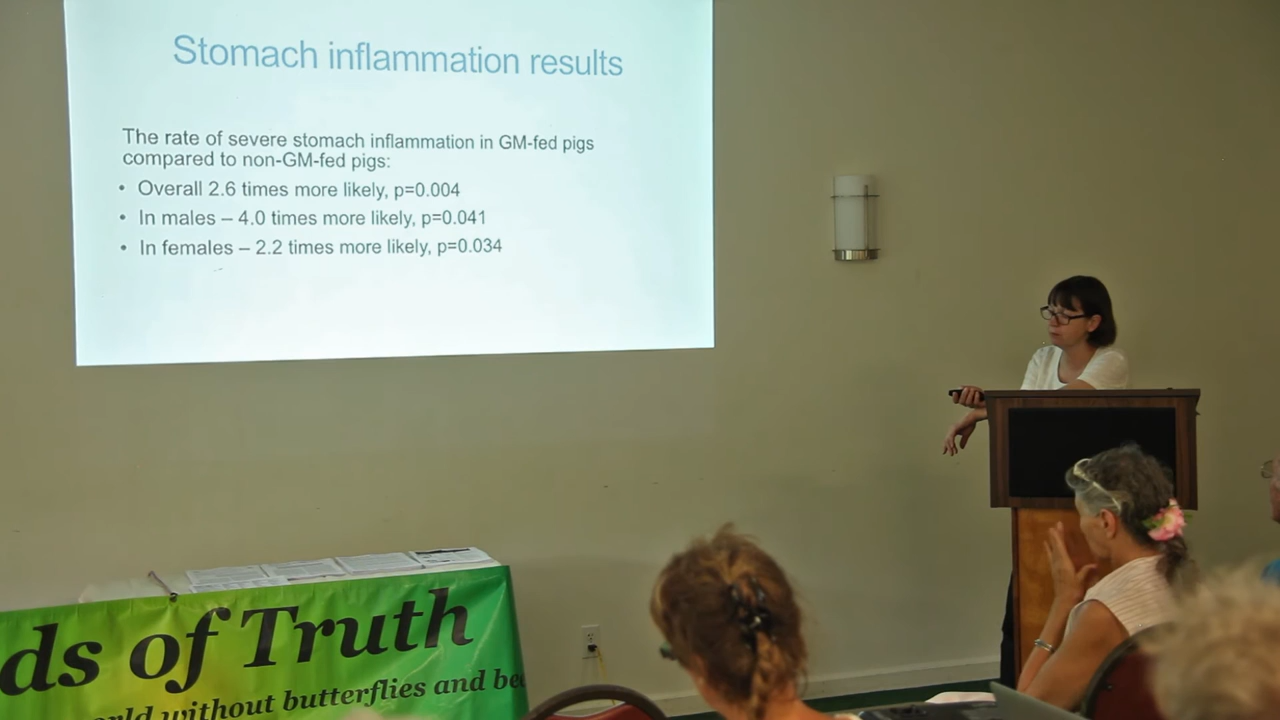 Stomach inflammation results
The rate of severe stomach inflammation in GM-fed pigs
compared to non-GM-fed pigs:
• Overall 2.6 times more likely, p=0.004
• In males – 4.0 times more likely, p=0.041
• In females – 2.2 times more likely, p=0.034
ds of Truth
without butterflies and